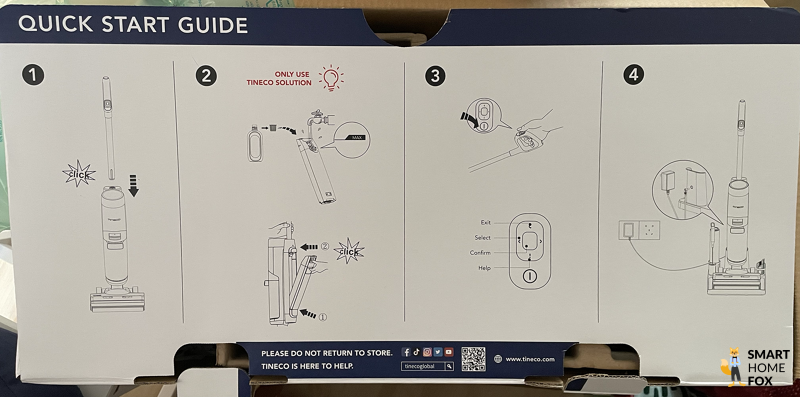 QUICK START GUIDE
1
click
2
ONLY USE
TINECO SOLUTION
MAX
②
click
①
3
Exit
Select
Confirm
Help
4
PLEASE DO NOT RETURN TO STORE.
TINECO IS HERE TO HELP.
tinecoglobal
www.tineco.com
SMART
HOME
FOX